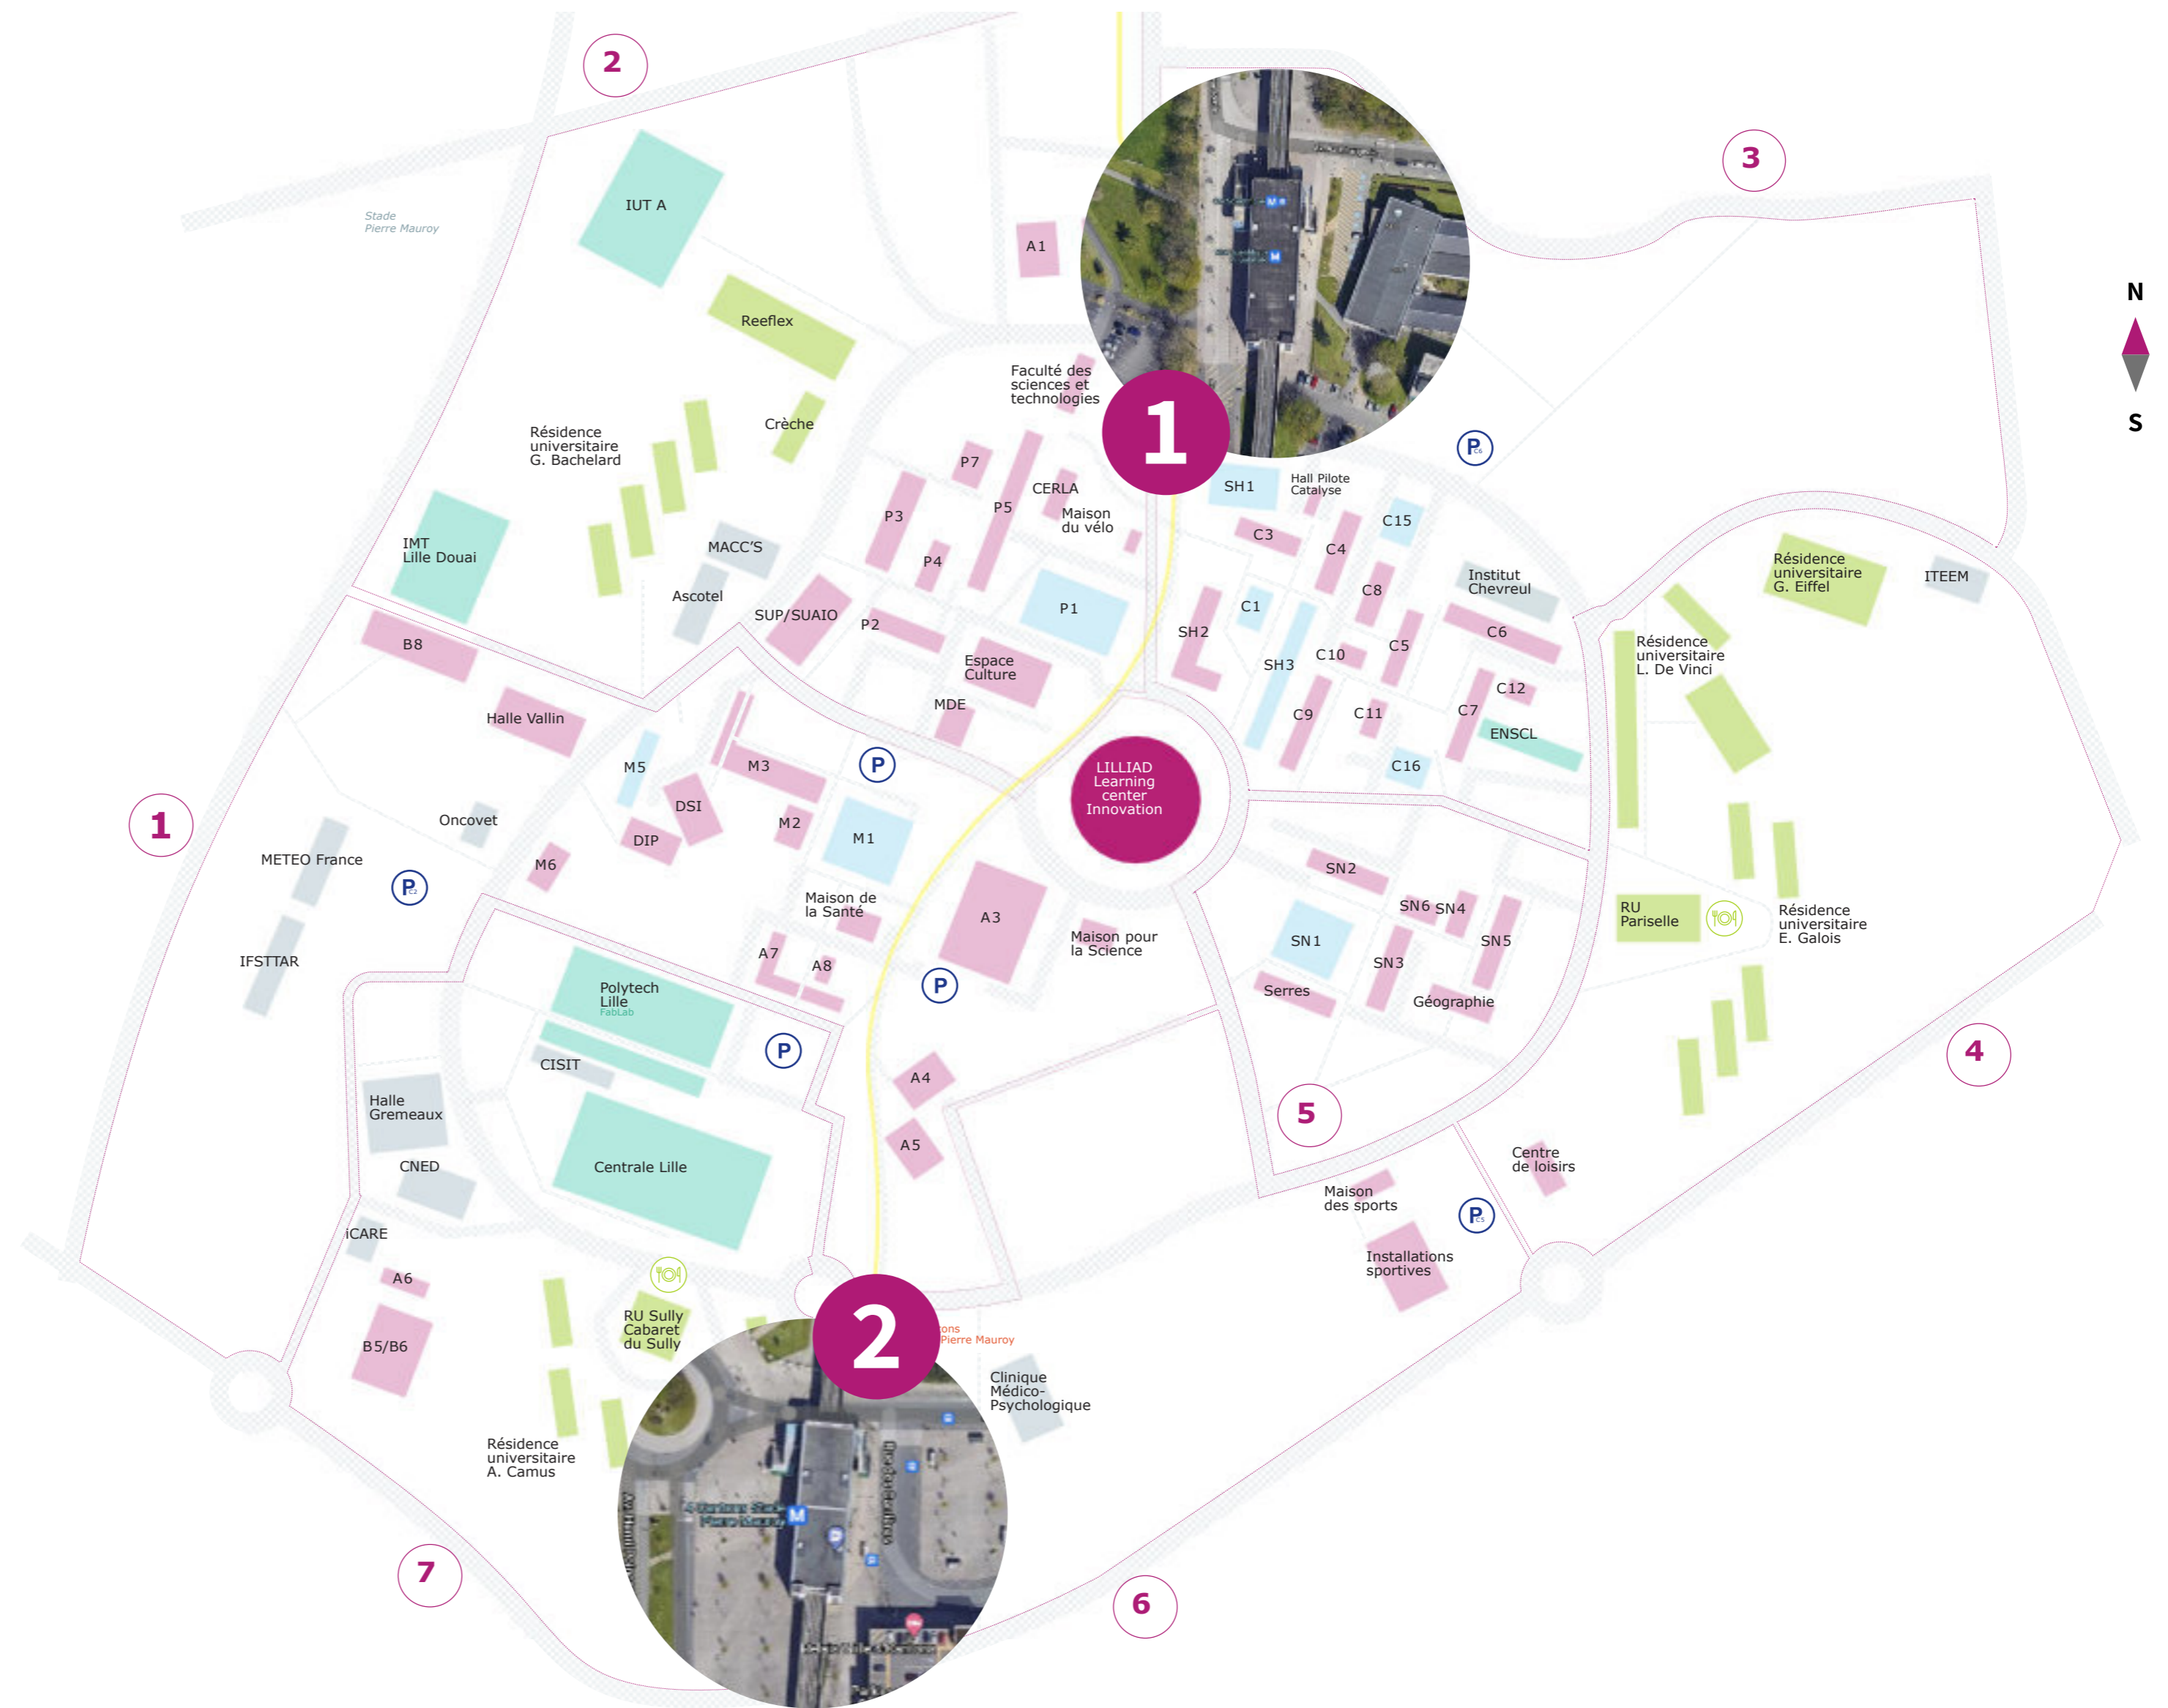 2
3
Stade
Pierre Mauroy
IUT A
A1
N
S
Reeflex
Faculté des
sciences et
technologies
1
Crèche
Résidence
universitaire
G. Bachelard
P7
P C6
CERLA
SH1
Hall Pilote
Catalyse
P3
P5
Maison
du vélo
C15
C3
C4
IMT
Lille Douai
MACC'S
P4
Institut
Chevreul
Résidence
universitaire
G. Eiffel
ITEEM
Ascotel
SUP/SUAIO
P2
P1
C1
C8
SH2
C6
B8
Espace
Culture
SH3
C10
C5
Résidence
universitaire
L. De Vinci
MDE
C12
Halle Vallin
C9
C11
C7
ENSCL
M5
M3
P
LILLIAD
Learning
center
Innovation
C16
DSI
Oncovet
M2
M1
DIP
1
METEO France
M6
SN2
P C2
Maison de
la Santé
A3
SN6
SN4
RU
Pariselle
Résidence
universitaire
E. Galois
Maison pour
la Science
SN1
SN5
IFSTTAR
A7
A8
SN3
P
Serres
Géographie
Polytech
Lille
FabLab
P
4
CISIT
A4
Halle
Gremeaux
5
A5
CNED
Centrale Lille
Centre
de loisirs
Maison
des sports
P C5
iCARE
Installations
sportives
A6
RU Sully
Cabaret
du Sully
2
Pierre Mauroy
B5/B6
Clinique
Médico-
Psychologique
Résidence
universitaire
A. Camus
M
7
6